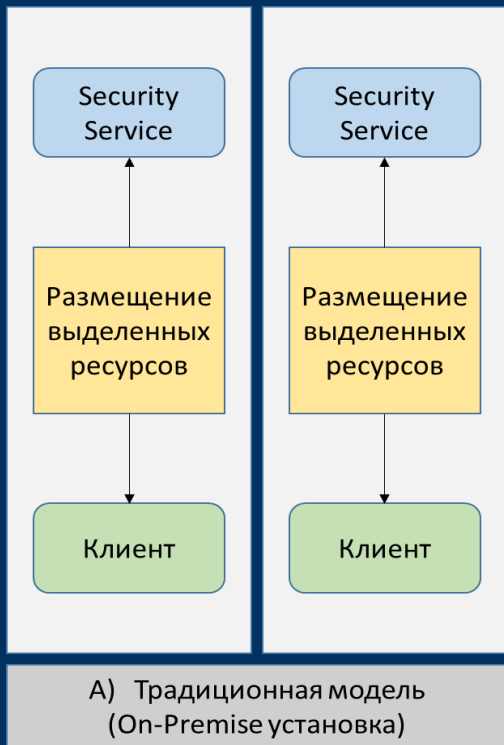 Security
Service
Размещение
выделенных
ресурсов
Клиент
Security
Service
Размещение
выделенных
ресурсов
Клиент
А) Традиционная модель
(On-Premise установка)